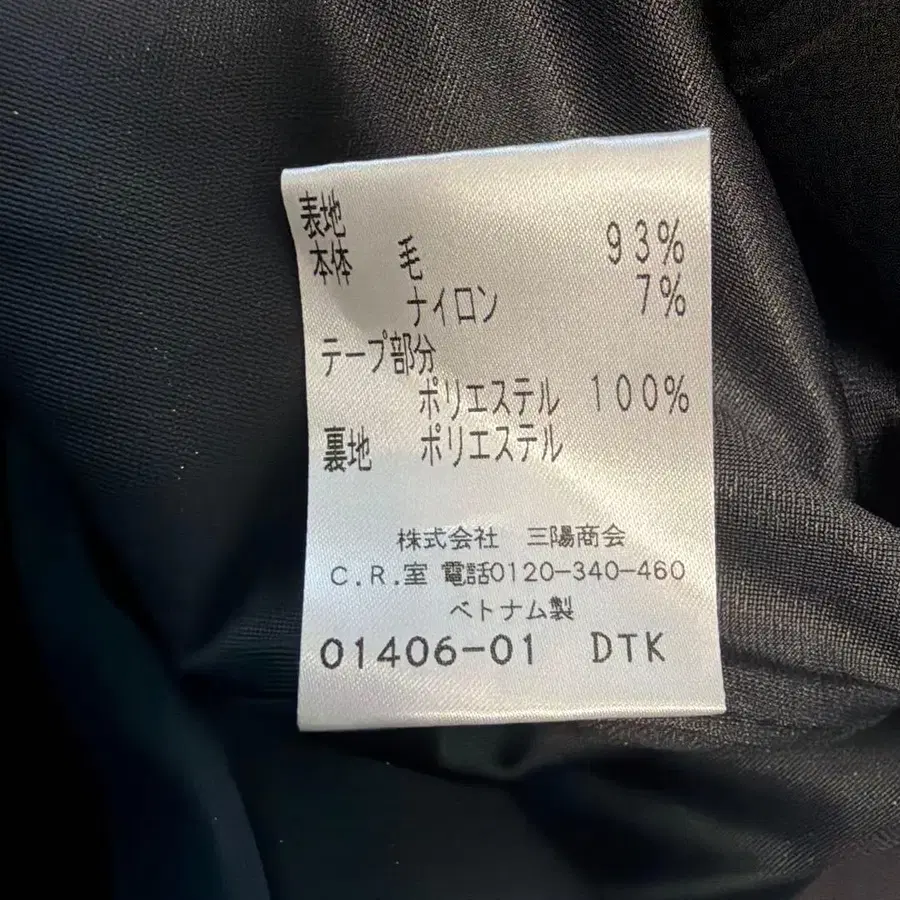 表地
本体 毛 93%
ナイロン 7%
テープ部分
ポリエステル 100%
裏地 ポリエステル
株式会社 三陽商会
C.R.室 電話0120-340-460
ベトナム製
01406-01 DTK